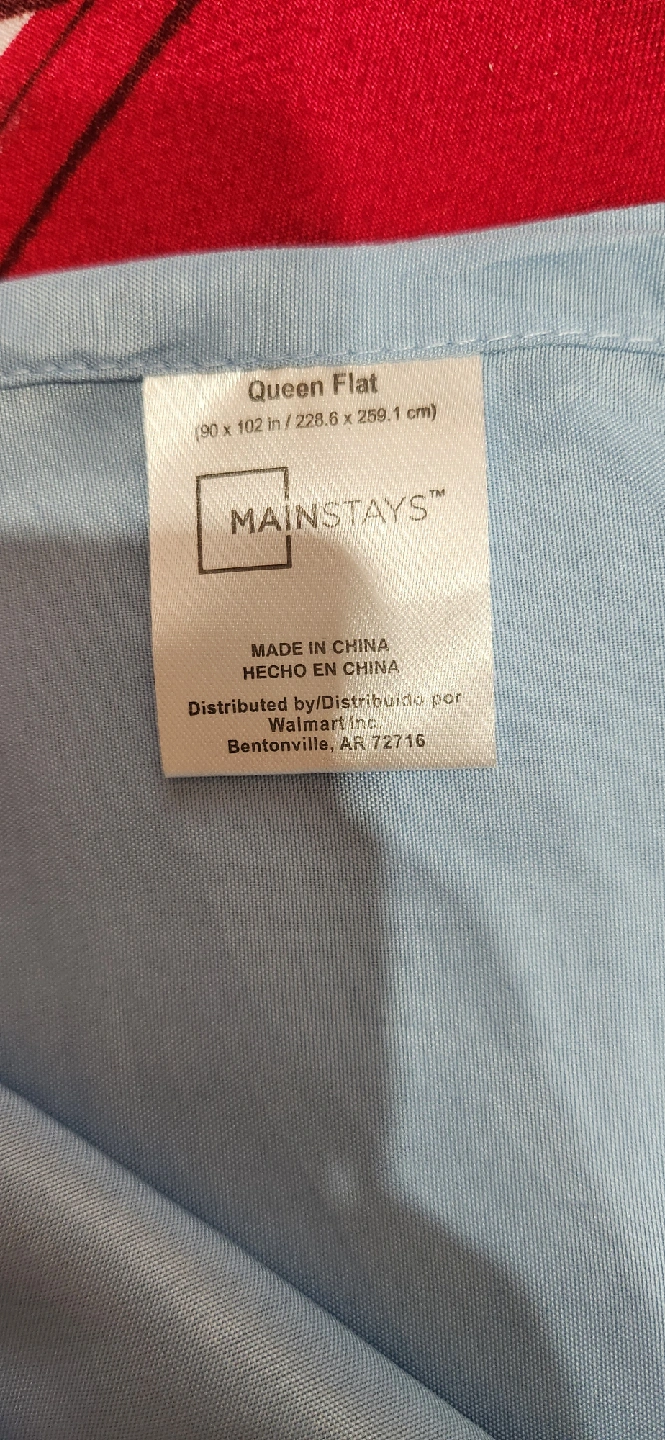 Queen Flat
(90 x 102 in / 228.6 x 259.1 cm)
MAINSTAYS™
MADE IN CHINA
HECHO EN CHINA
Distributed by/Distribuido por
Walmart Inc.
Bentonville, AR 72716